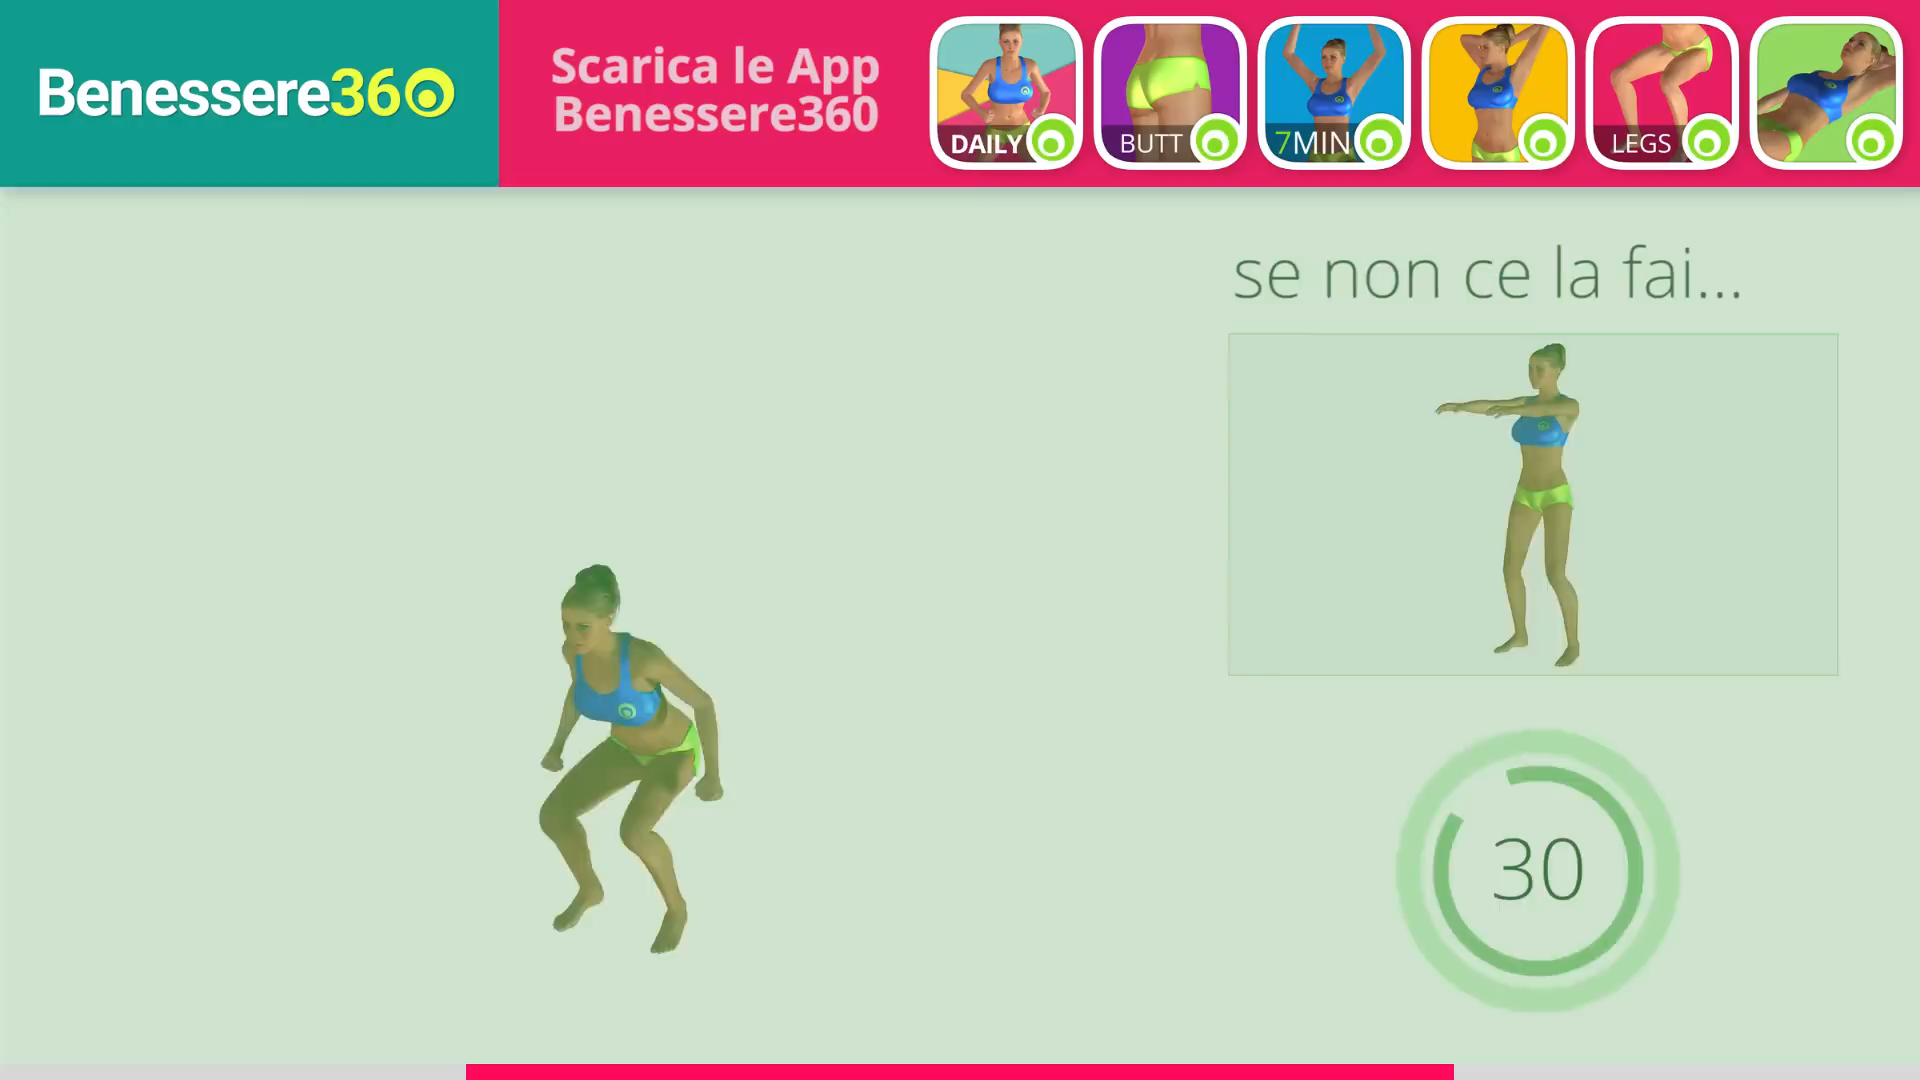 Benessere360
Scarica le App
Benessere360
DAILY
BUTT
7MIN
LEGS
se non ce la fai...
30